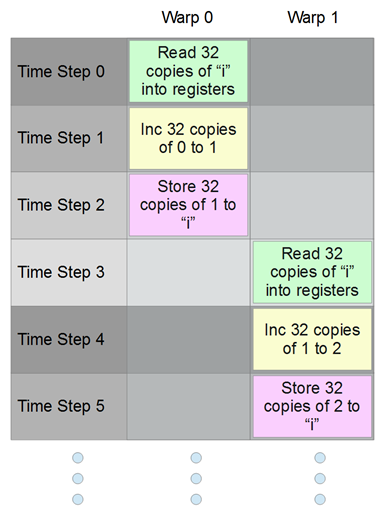 Warp 0 Warp 1
Time Step 0
Read 32
copies of “i”
into registers
Time Step 1
Inc 32 copies
of 0 to 1
Time Step 2
Store 32
copies of 1 to
“i”
Time Step 3
Read 32
copies of “i”
into registers
Time Step 4
Inc 32 copies
of 1 to 2
Time Step 5
Store 32
copies of 2 to
“i”